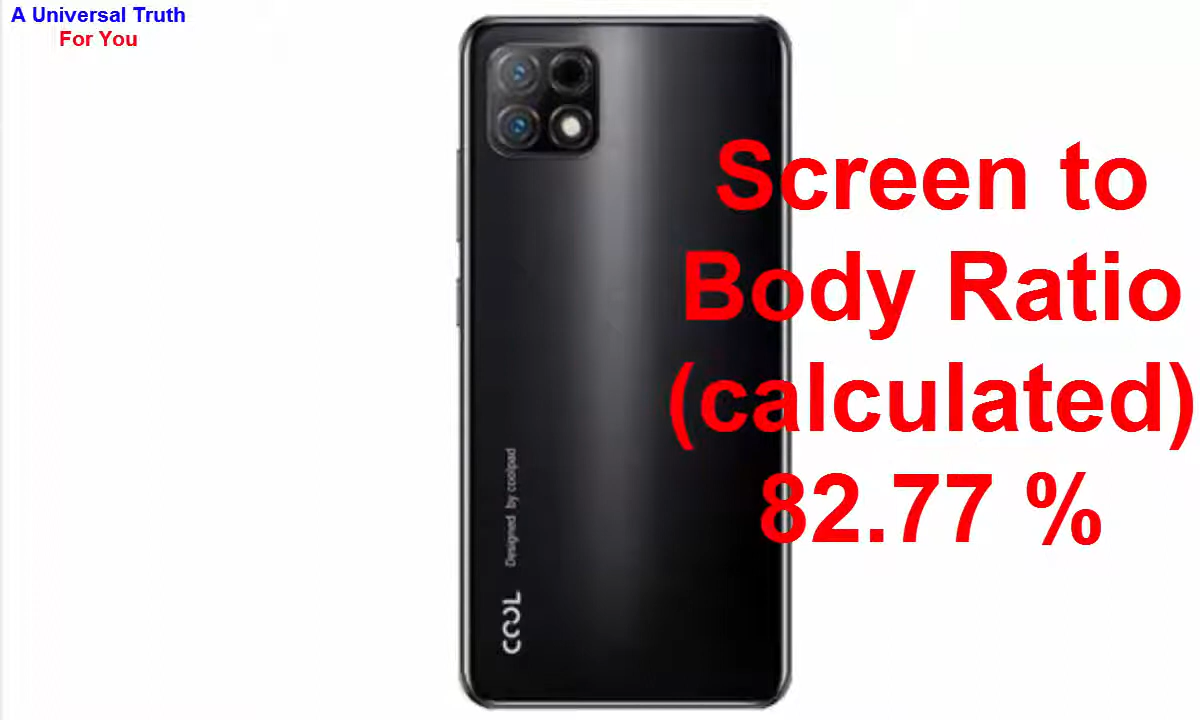 A Universal Truth
For You
Screen to
Body Ratio
(calculated)
82.77 %
Designed by coolpad
COOL